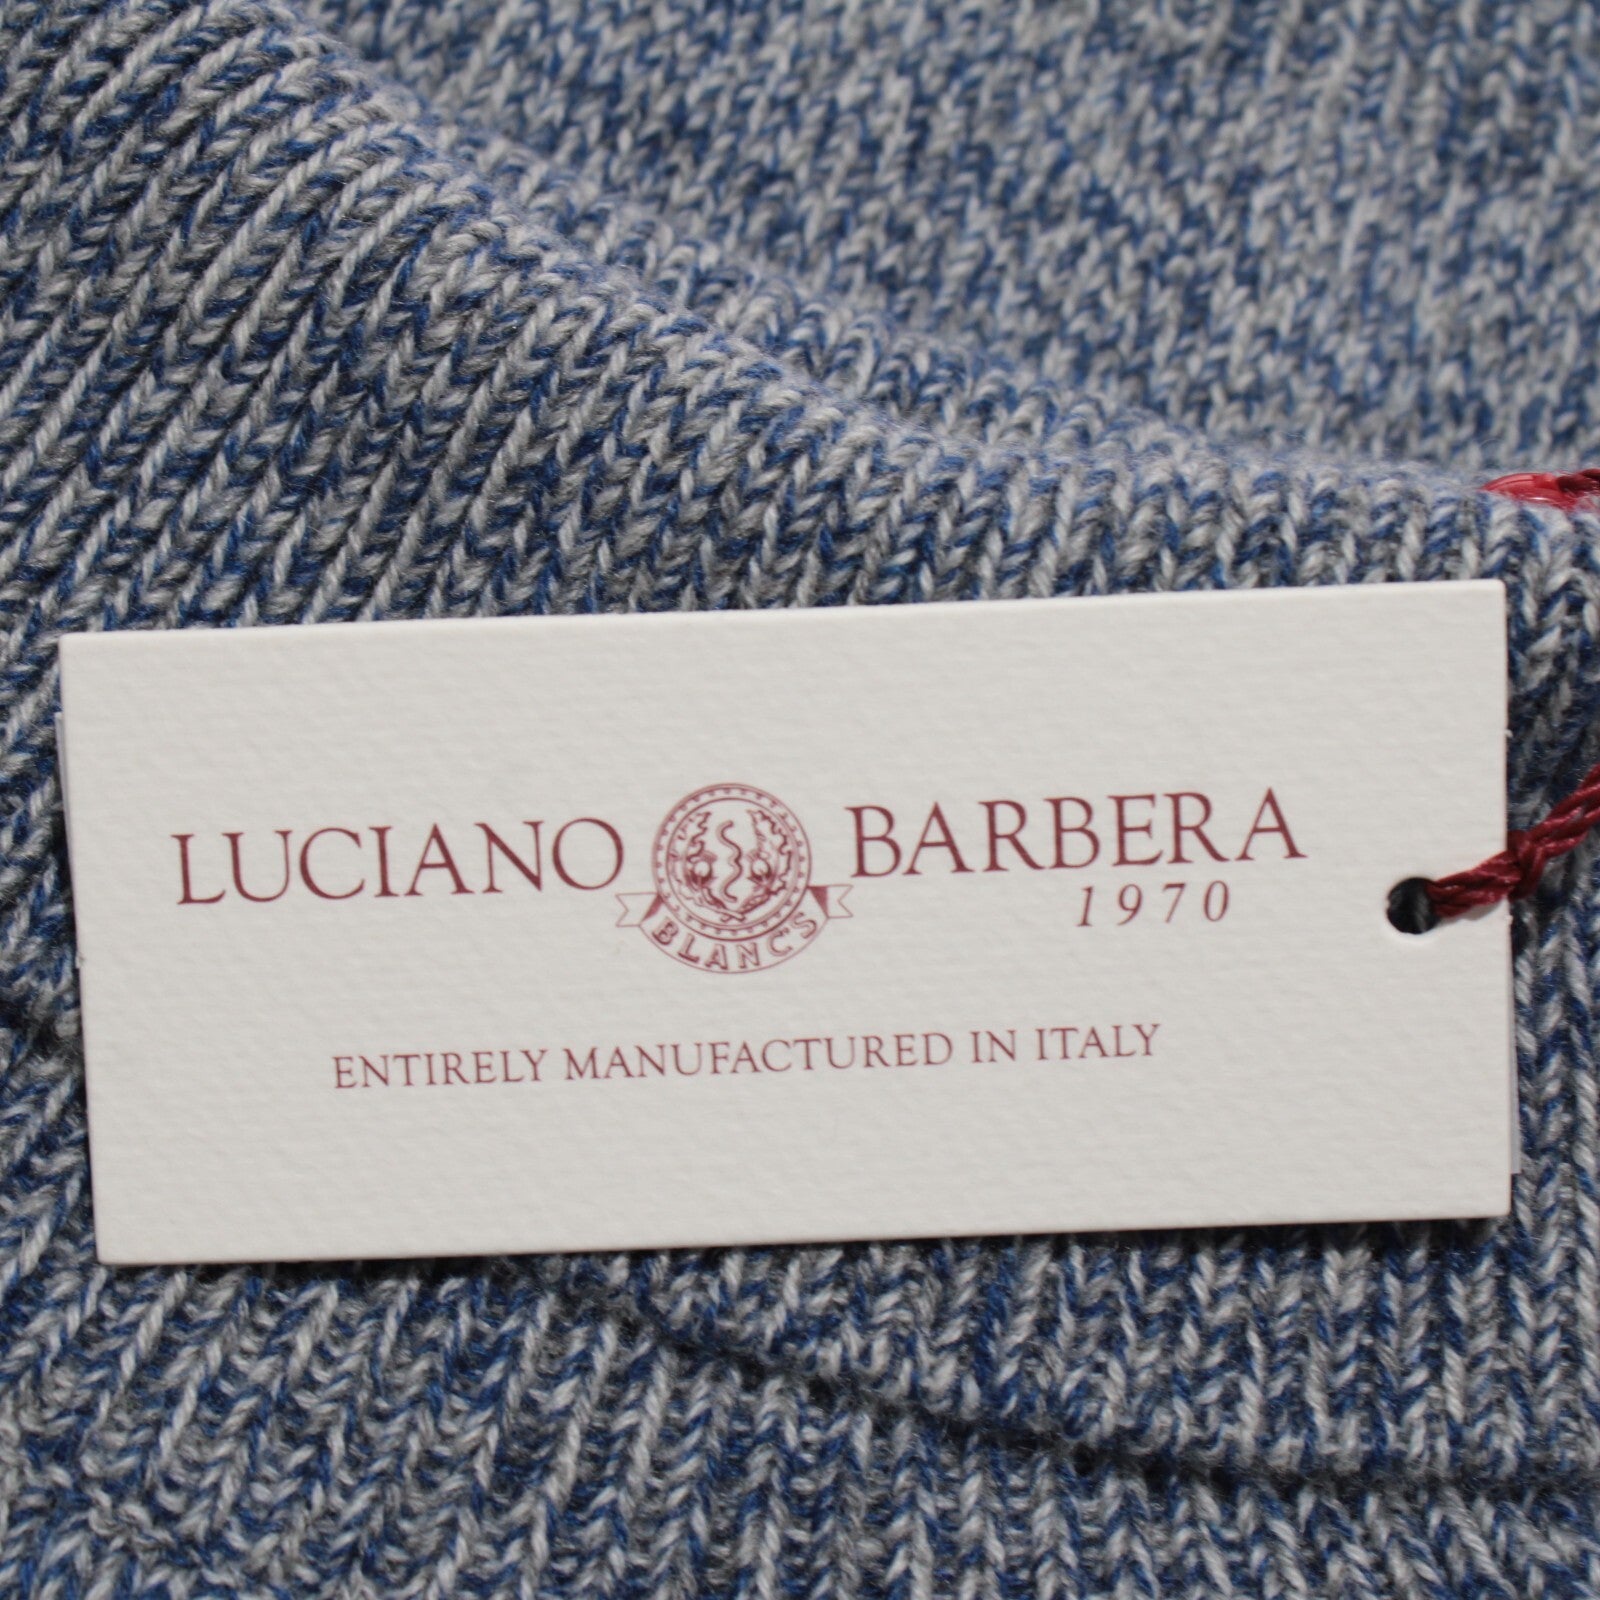 LUCIANO BARBERA
1970
BLANC'S
ENTIRELY MANUFACTURED IN ITALY